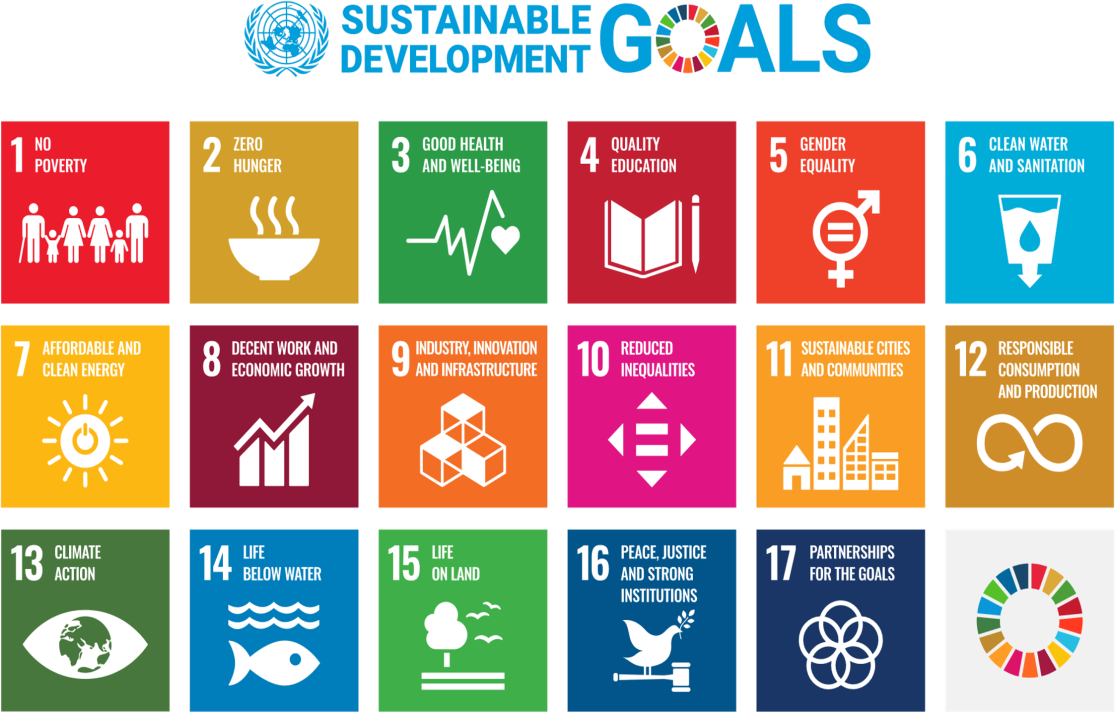 SUSTAINABLE
DEVELOPMENT
GOALS
1 NO
POVERTY
2 ZERO
HUNGER
3 GOOD HEALTH
AND WELL-BEING
4 QUALITY
EDUCATION
5 GENDER
EQUALITY
6 CLEAN WATER
AND SANITATION
7 AFFORDABLE AND
CLEAN ENERGY
8 DECENT WORK AND
ECONOMIC GROWTH
9 INDUSTRY, INNOVATION
AND INFRASTRUCTURE
10 REDUCED
INEQUALITIES
11 SUSTAINABLE CITIES
AND COMMUNITIES
12 RESPONSIBLE
CONSUMPTION
AND PRODUCTION
13 CLIMATE
ACTION
14 LIFE
BELOW WATER
15 LIFE
ON LAND
16 PEACE, JUSTICE
AND STRONG
INSTITUTIONS
17 PARTNERSHIPS
FOR THE GOALS